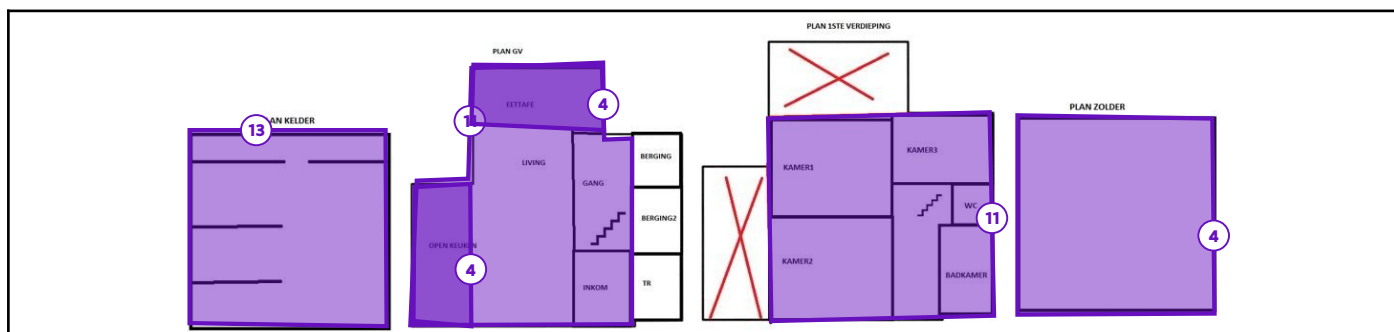 PLAN 1STE VERDIEPING
PLAN GV
EETTAFE
4
PLAN ZOLDER
AN KELDER
13
11
LIVING
BERGING
GANG
KAMER1
KAMER3
WC
11
BERGING2
4
OPEN KEUKEN
4
KAMER2
BADKAMER
INKOM
TR